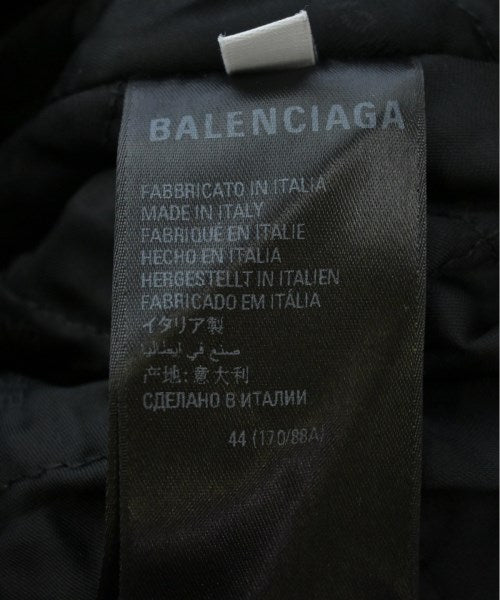 BALENCIAGA
FABBRICATO IN ITALIA
MADE IN ITALY
FABRIQUE EN ITALIE
HECHO EN ITALIA
HERGESTELLT IN ITALIEN
FABRICADO EM ITÁLIA
イタリア製
صنع في ايطاليا
产地: 意大利
СДЕЛАНО В ИТАЛИИ
44 (170/88A)